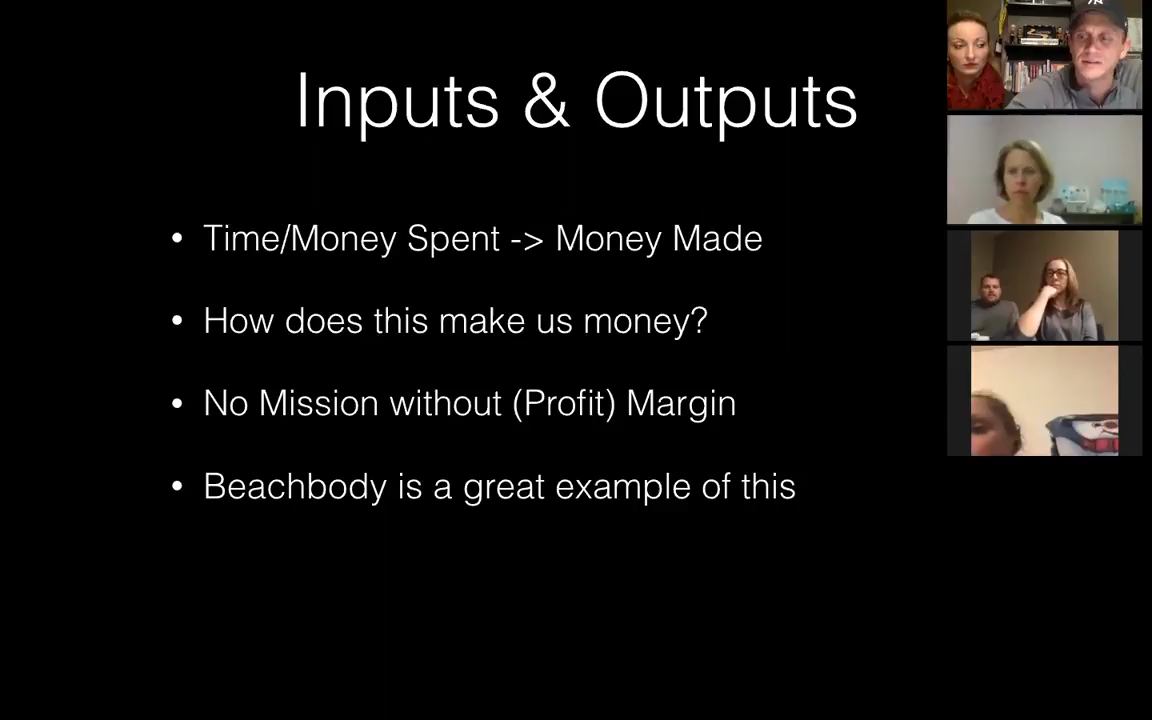 Inputs & Outputs
• Time/Money Spent -> Money Made
• How does this make us money?
• No Mission without (Profit) Margin
• Beachbody is a great example of this